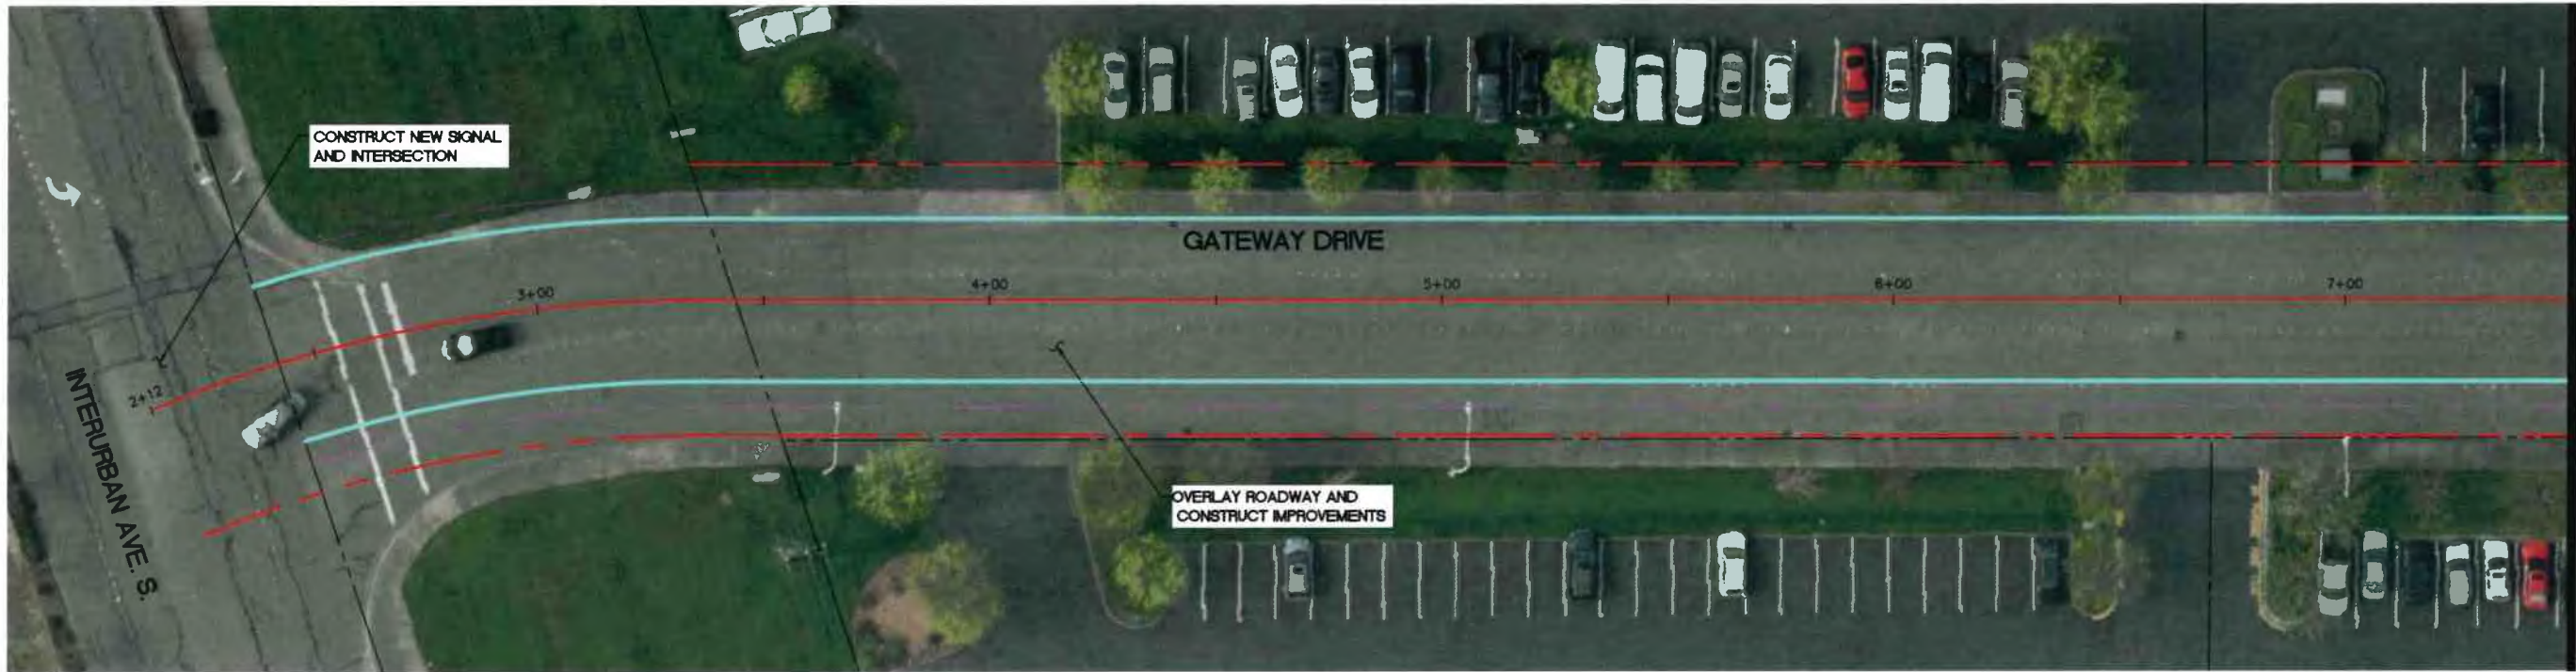 CONSTRUCT NEW SIGNAL
AND INTERSECTION
GATEWAY DRIVE
3+00
4+00
5+00
6+00
7+00
2+12
INTERURBAN AVE. S.
OVERLAY ROADWAY AND
CONSTRUCT IMPROVEMENTS